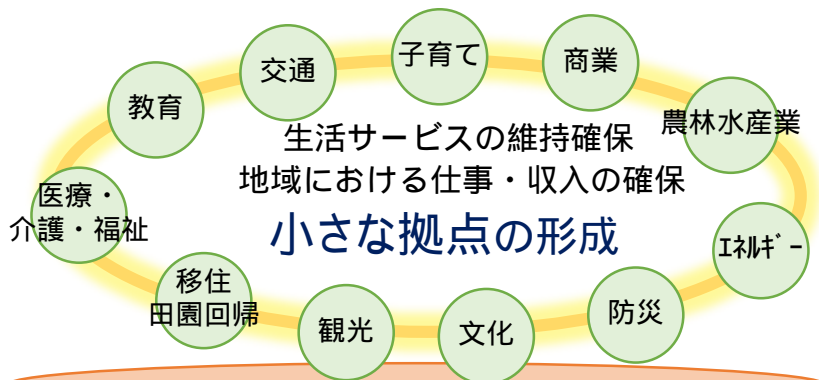 子育て
交通
商業
教育
農林水産業
生活サービスの維持確保
地域における仕事・収入の確保
小さな拠点の形成
医療・
介護・福祉
ｴﾈﾙｷﾞｰ
移住
田園回帰
観光
文化
防災